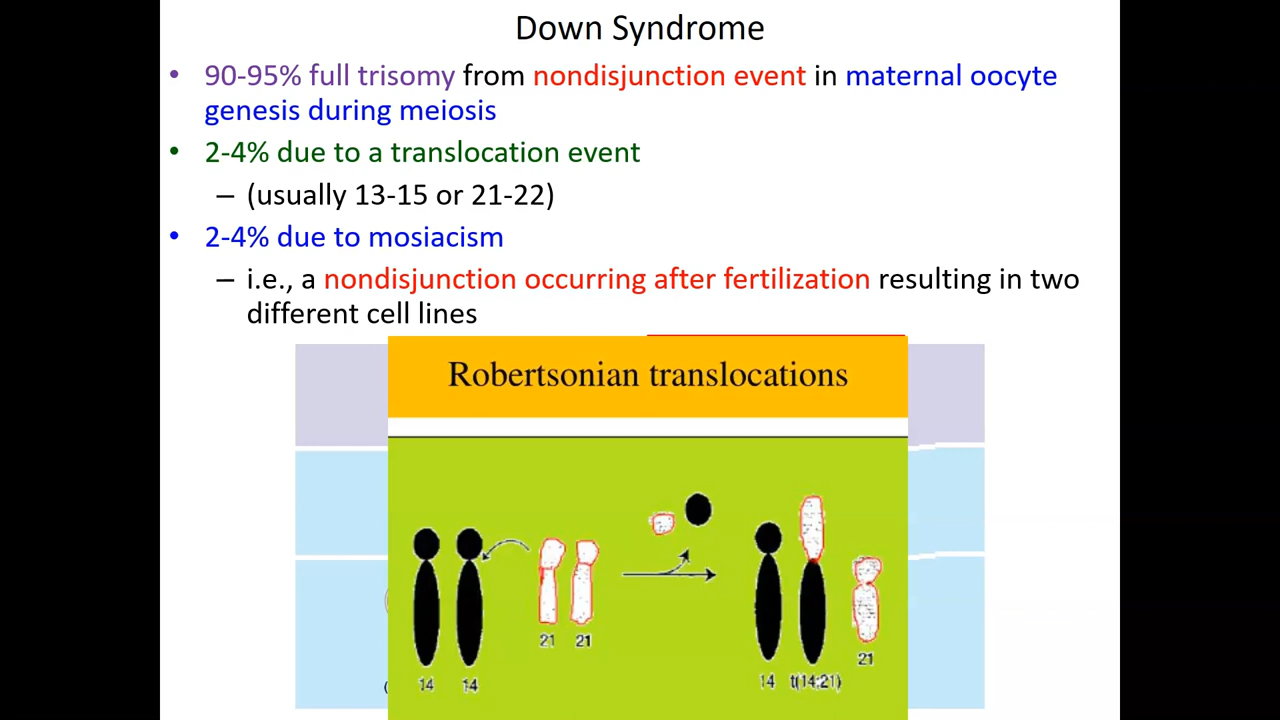 Down Syndrome
• 90-95% full trisomy from nondisjunction event in maternal oocyte
genesis during meiosis
• 2-4% due to a translocation event
– (usually 13-15 or 21-22)
• 2-4% due to mosiacism
– i.e., a nondisjunction occurring after fertilization resulting in two
different cell lines
Robertsonian translocations
21 21
21
14 14 14 t(14;21)
(